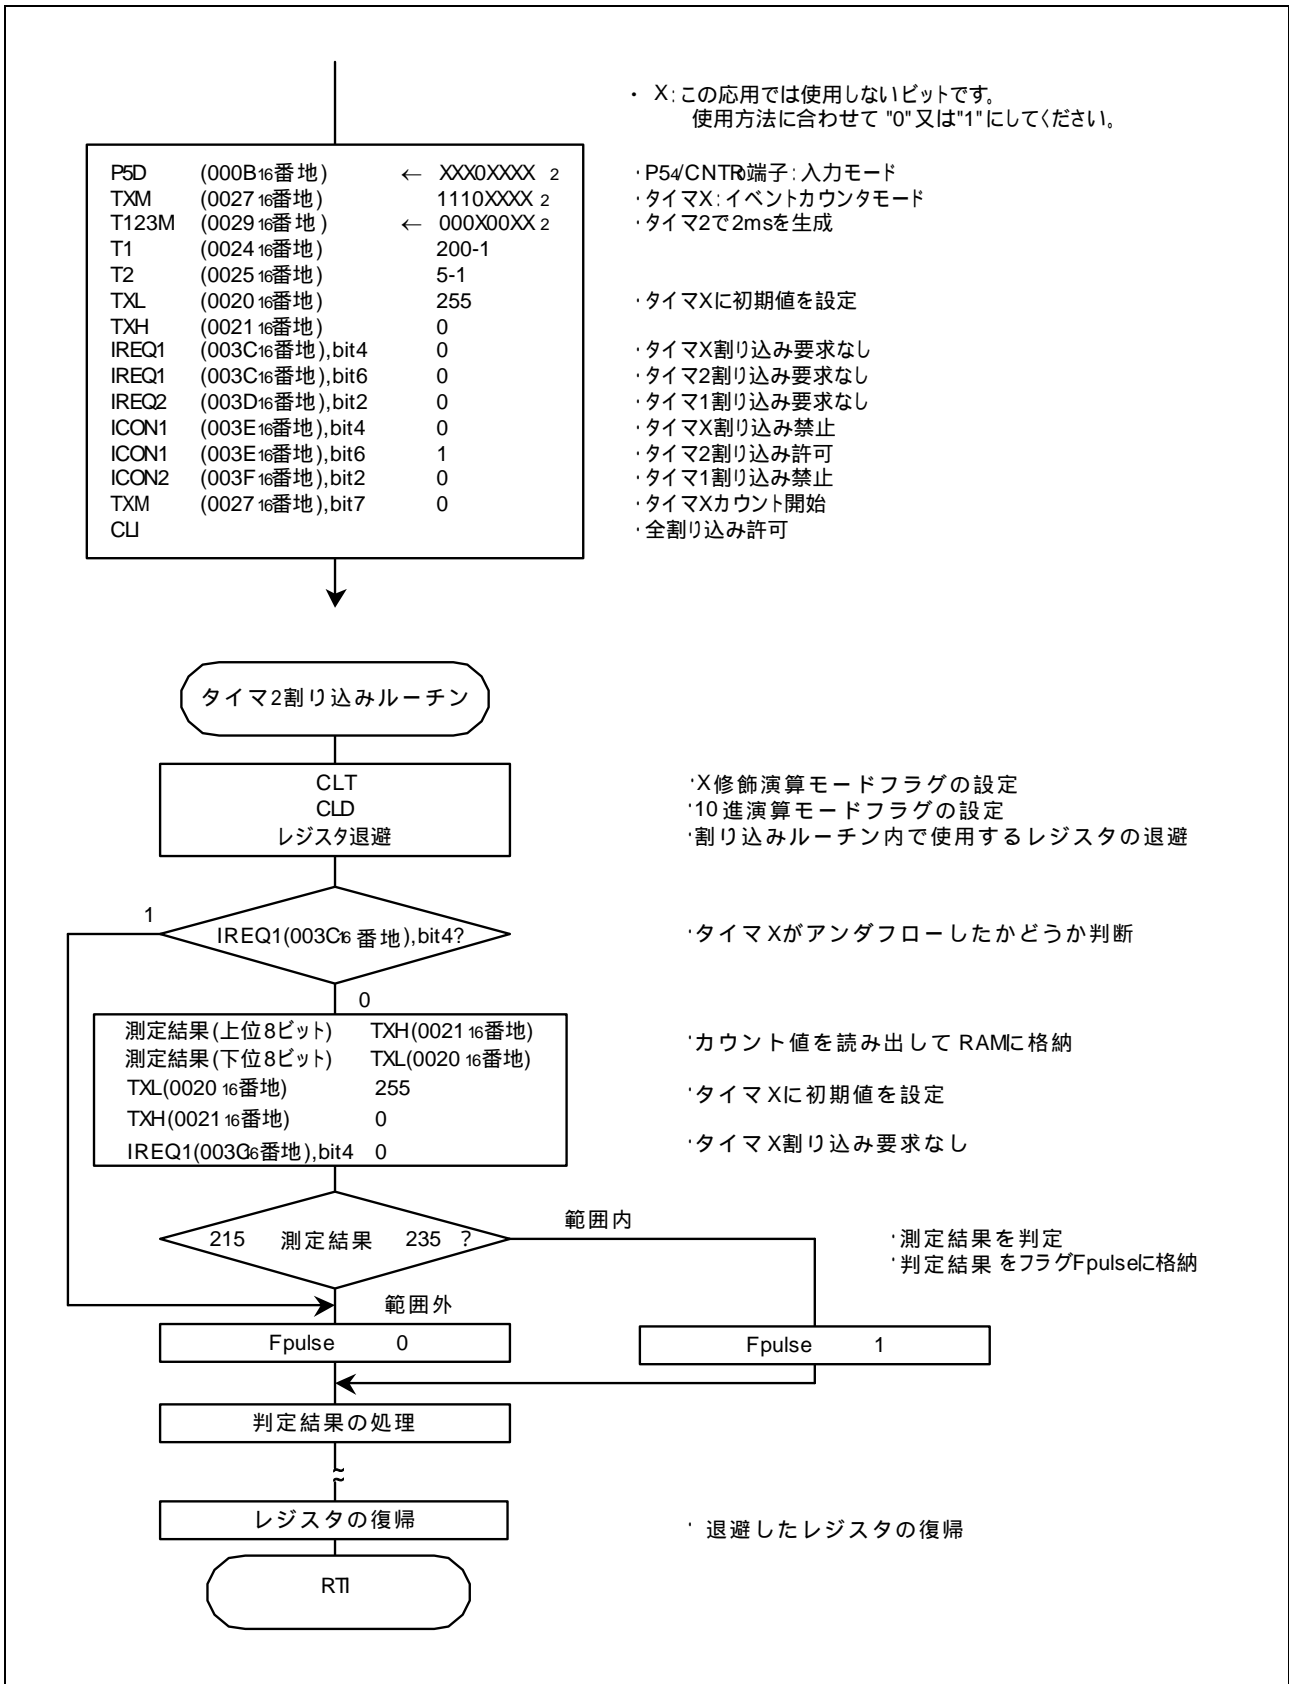 ・ X:この応用では使用しないビットです。
使用方法に合わせて "0"又は"1"にしてください。
P5D (000B16番地) ← XXX0XXXX 2 ・P54/CNTR0端子:入力モード
TXM (002716番地) 1110XXXX 2 ・タイマX:イベントカウンタモード
T123M (002916番地) ← 000X00XX 2 ・タイマ2で2msを生成
T1 (002416番地) 200-1
T2 (002516番地) 5-1
TXL (002016番地) 255 ・タイマXに初期値を設定
TXH (002116番地) 0
IREQ1 (003C16番地),bit4 0 ・タイマX割り込み要求なし
IREQ1 (003C16番地),bit6 0 ・タイマ2割り込み要求なし
IREQ2 (003D16番地),bit2 0 ・タイマ1割り込み要求なし
ICON1 (003E16番地),bit4 0 ・タイマX割り込み禁止
ICON1 (003E16番地),bit6 1 ・タイマ2割り込み許可
ICON2 (003F16番地),bit2 0 ・タイマ1割り込み禁止
TXM (002716番地),bit7 0 ・タイマXカウント開始
CLI ・全割り込み許可
タイマ2割り込みルーチン
CLT ・X修飾演算モードフラグの設定
CLD ・10進演算モードフラグの設定
レジスタ退避 ・割り込みルーチン内で使用するレジスタの退避
1
IREQ1(003C16番地),bit4? ・タイマXがアンダフローしたかどうか判断
0
測定結果(上位8ビット) TXH(002116番地)
・カウント値を読み出してRAMに格納
測定結果(下位8ビット) TXL(002016番地)
TXL(002016番地) 255 ・タイマXに初期値を設定
TXH(002116番地) 0
IREQ1(003C16番地),bit4 0 ・タイマX割り込み要求なし
範囲内
215 測定結果 235 ? ・測定結果を判定
・判定結果をフラグFpulseに格納
範囲外
Fpulse 0 Fpulse 1
判定結果の処理
レジスタの復帰 ・退避したレジスタの復帰
RTI